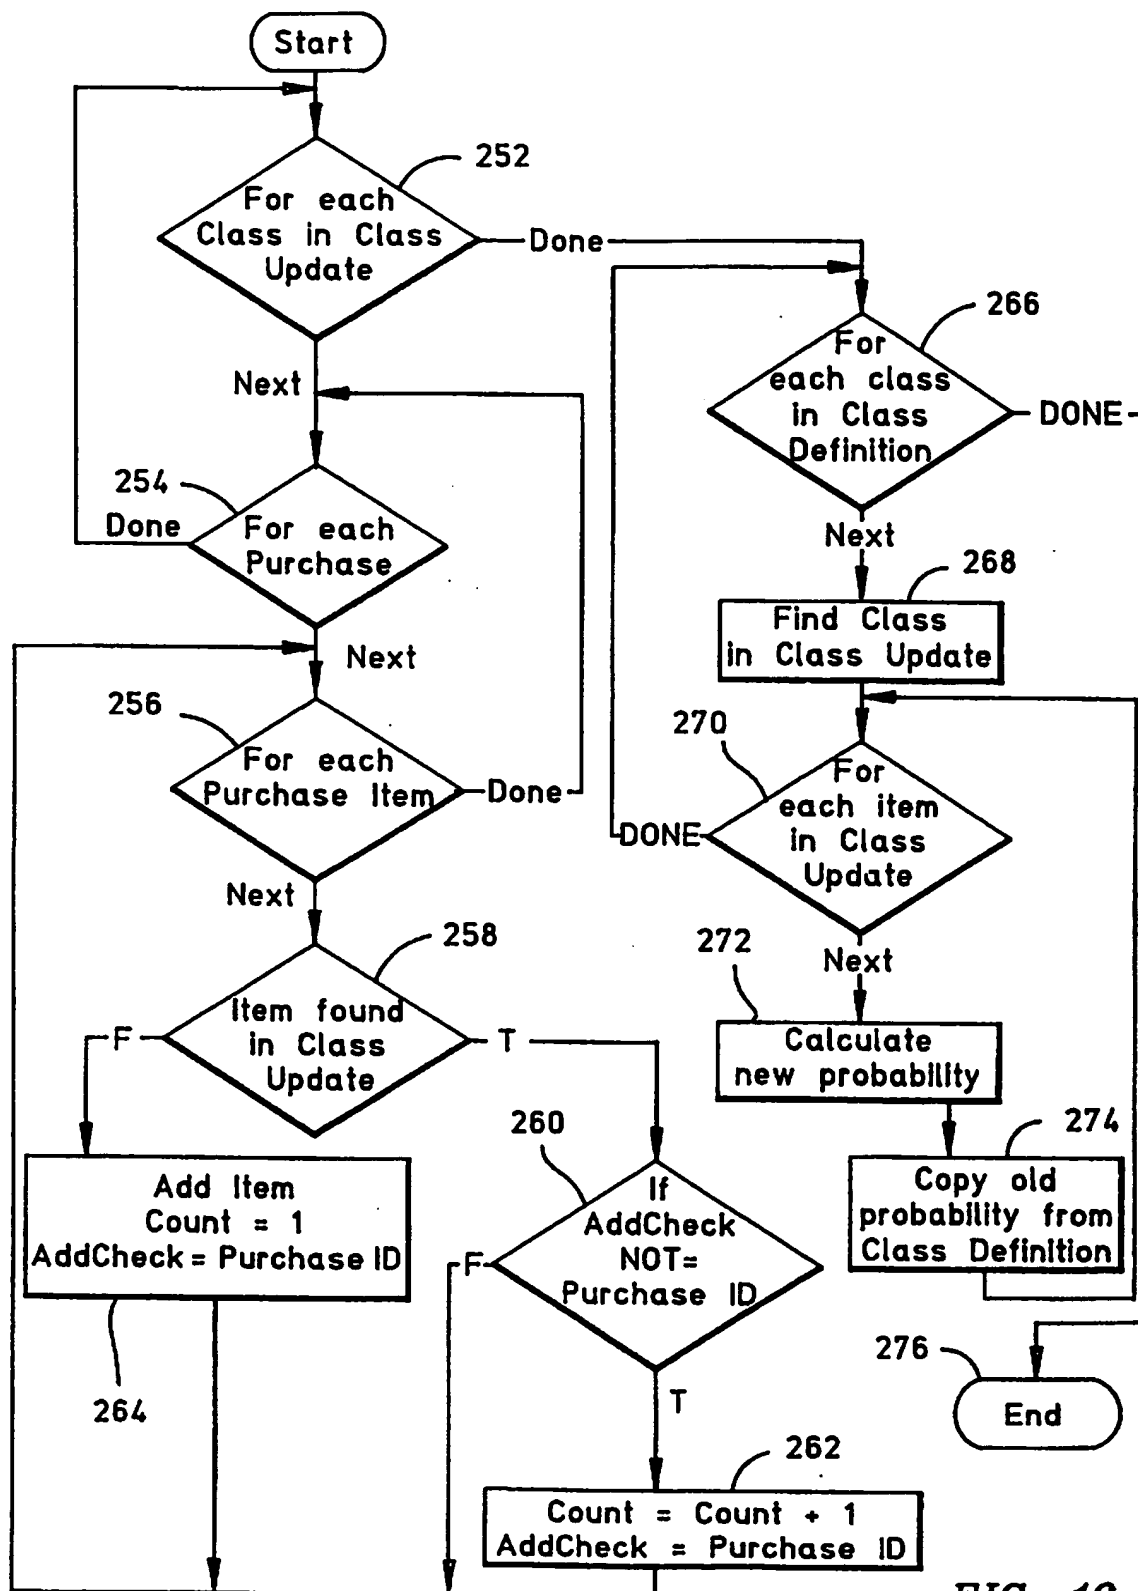 Start
252
For each
Class in Class
Update
Done
Next
266
For
each class
in Class
Definition
DONE
Next
254
Done
For each
Purchase
Next
268
Find Class
in Class Update
256
For each
Purchase Item
Done
Next
270
For
each item
in Class
Update
DONE
Next
258
Item found
in Class
Update
F
T
272
Calculate
new probability
274
Copy old
probability from
Class Definition
260
If
AddCheck
NOT=
Purchase ID
F
T
Add Item
Count = 1
AddCheck = Purchase ID
264
276
End
262
Count = Count + 1
AddCheck = Purchase ID